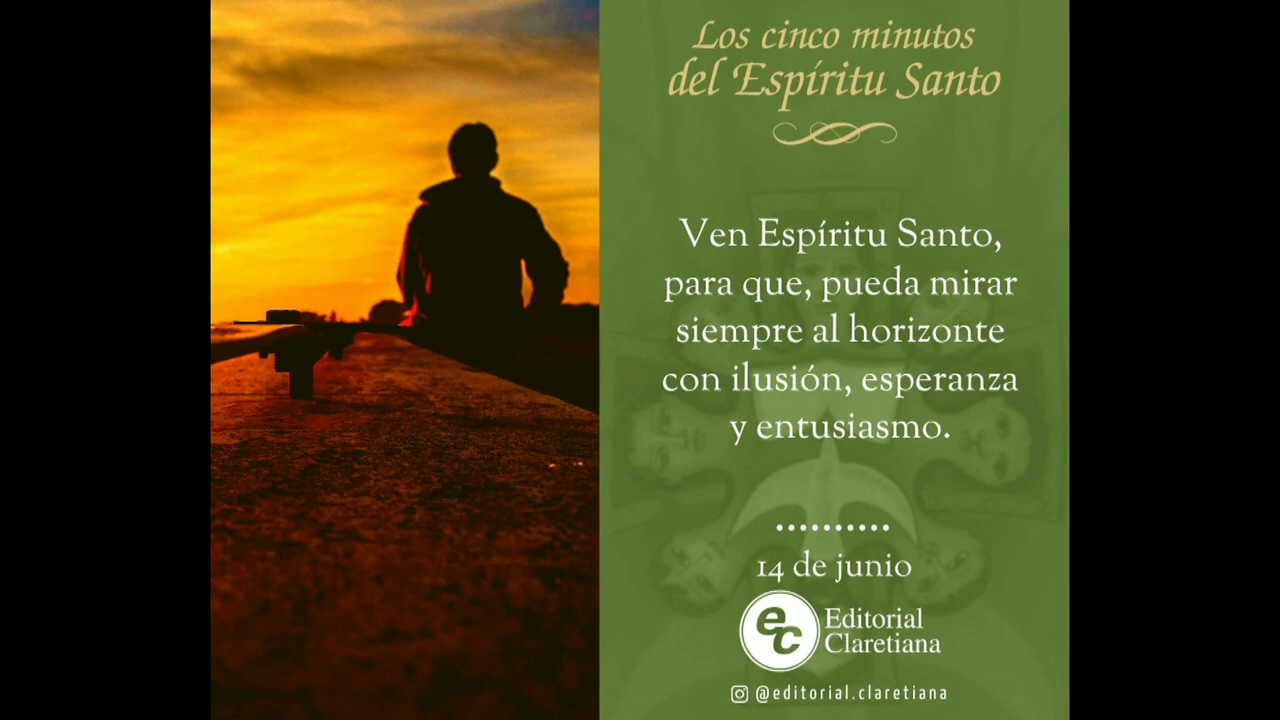 Los cinco minutos
del Espíritu Santo
Ven Espíritu Santo,
para que, pueda mirar
siempre al horizonte
con ilusión, esperanza
y entusiasmo.
..........
14 de junio
ec Editorial
Claretiana
@editorial.claretiana